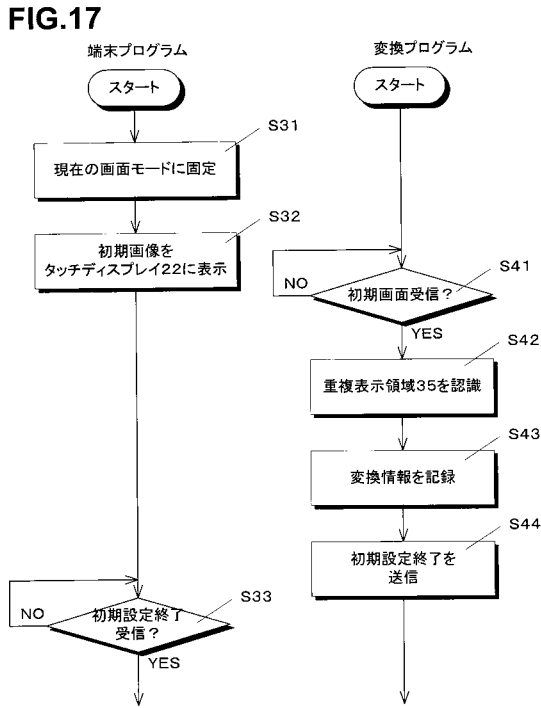 FIG.17
端末プログラム
スタート
S31
現在の画面モードに固定
S32
初期画像を
タッチディスプレイ22に表示
NO
初期設定終了
受信?
S33
YES
変換プログラム
スタート
S41
NO
初期画面受信?
YES
S42
重複表示領域35を認識
S43
変換情報を記録
S44
初期設定終了を
送信